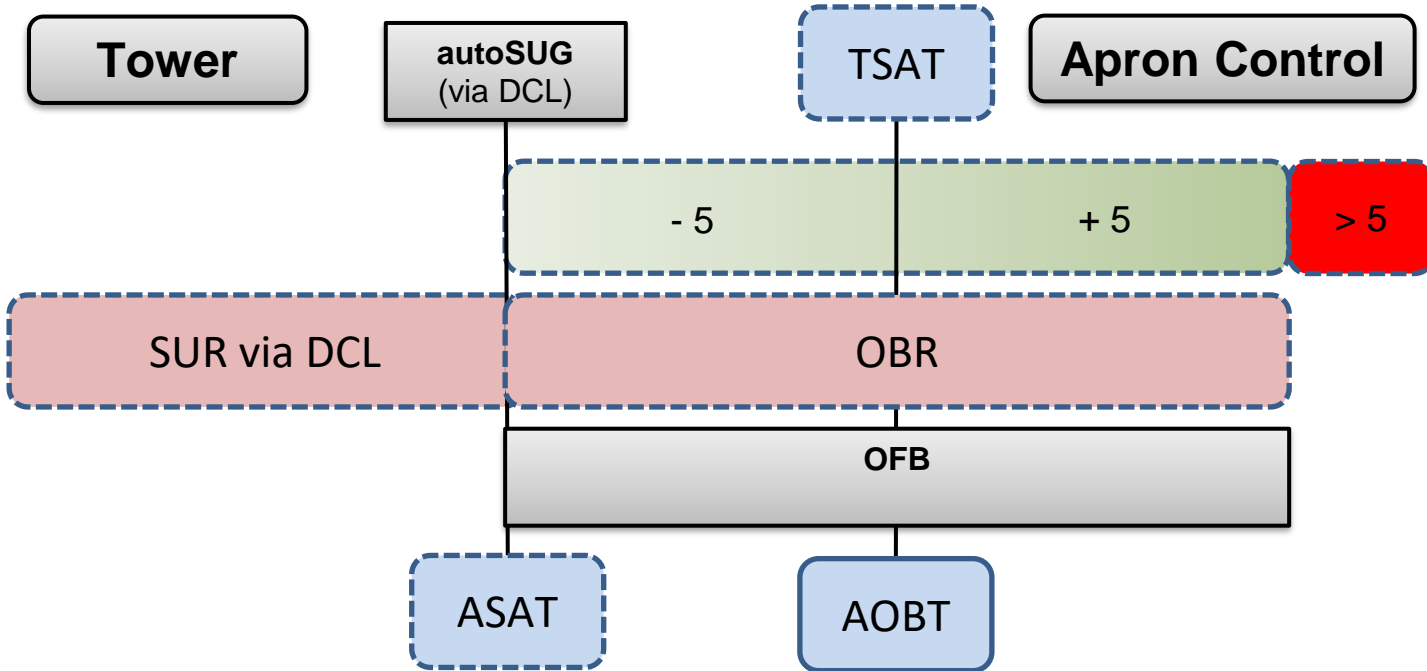 Tower
autoSUG
(via DCL)
TSAT
Apron Control
- 5
+ 5
> 5
SUR via DCL
OBR
OFB
ASAT
AOBT